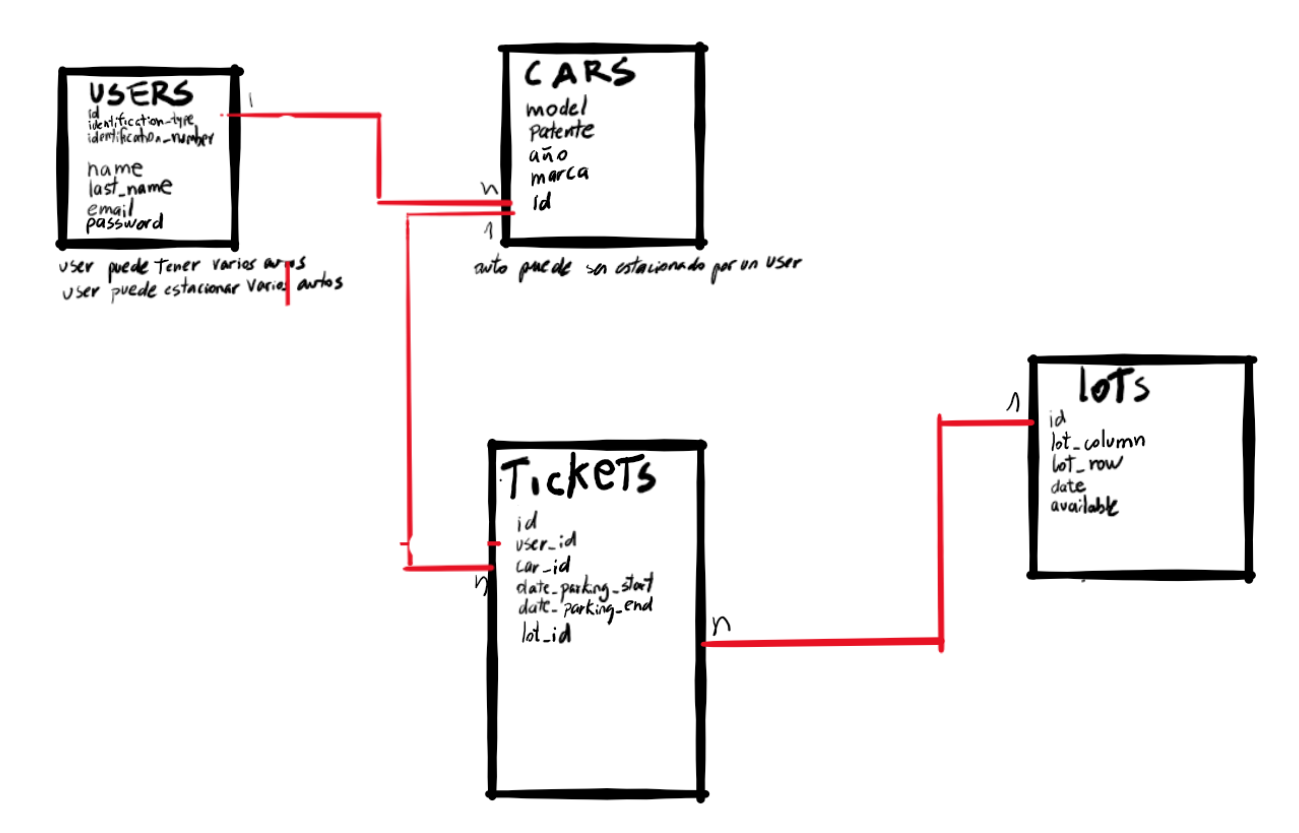 USERS
id
identification_type
identification_number
name
last_name
email
password
1
user puede Tener varios autos
user puede estacionar varios autos
CARS
model
patente
año
marca
id
n
1
auto puede ser estacionado por un user
TickeTs
id
user_id
car_id
date_parking_start
date_parking_end
lot_id
n
n
loTs
id
lot_column
lot_row
date
available
1